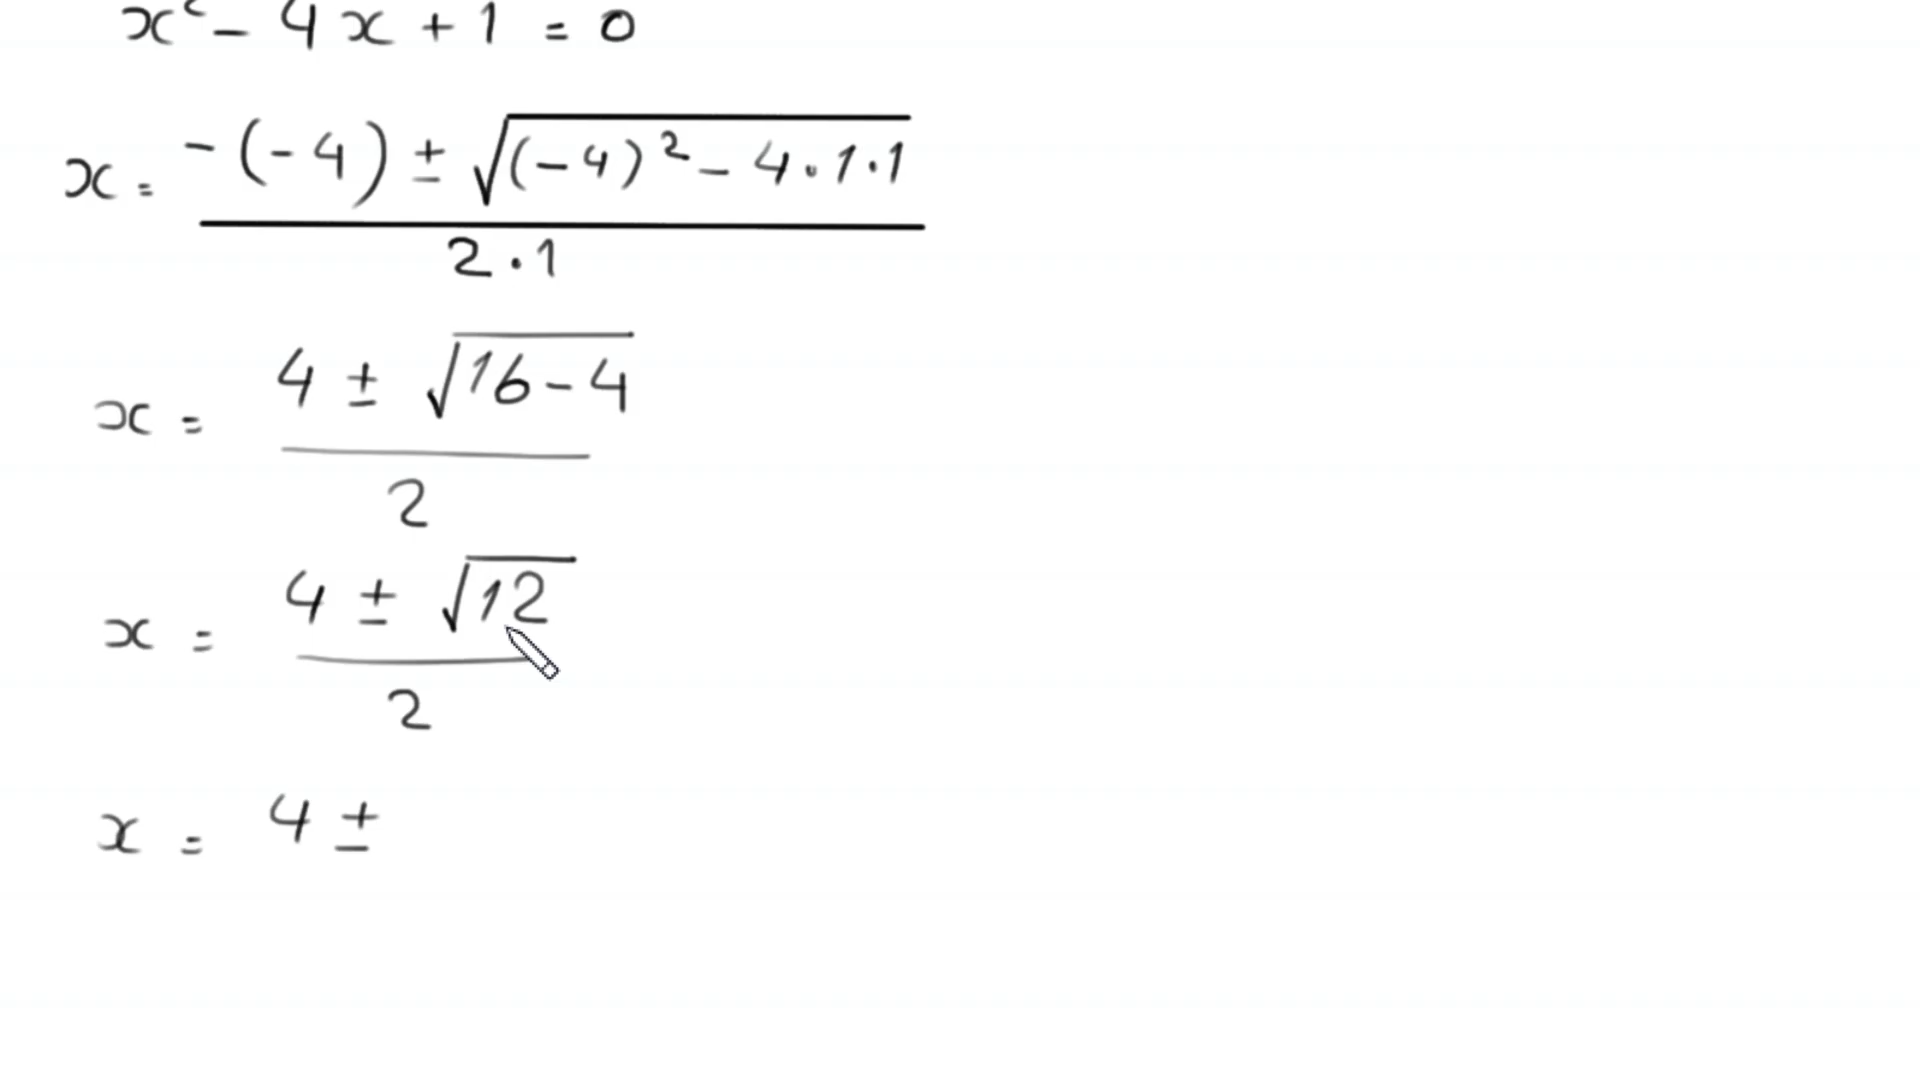 x² - 4x + 1 = 0
x = (-(-4) ± √((-4)² - 4·1·1)) / (2·1)
x = (4 ± √(16-4)) / 2
x = (4 ± √12) / 2
x = 4 ±